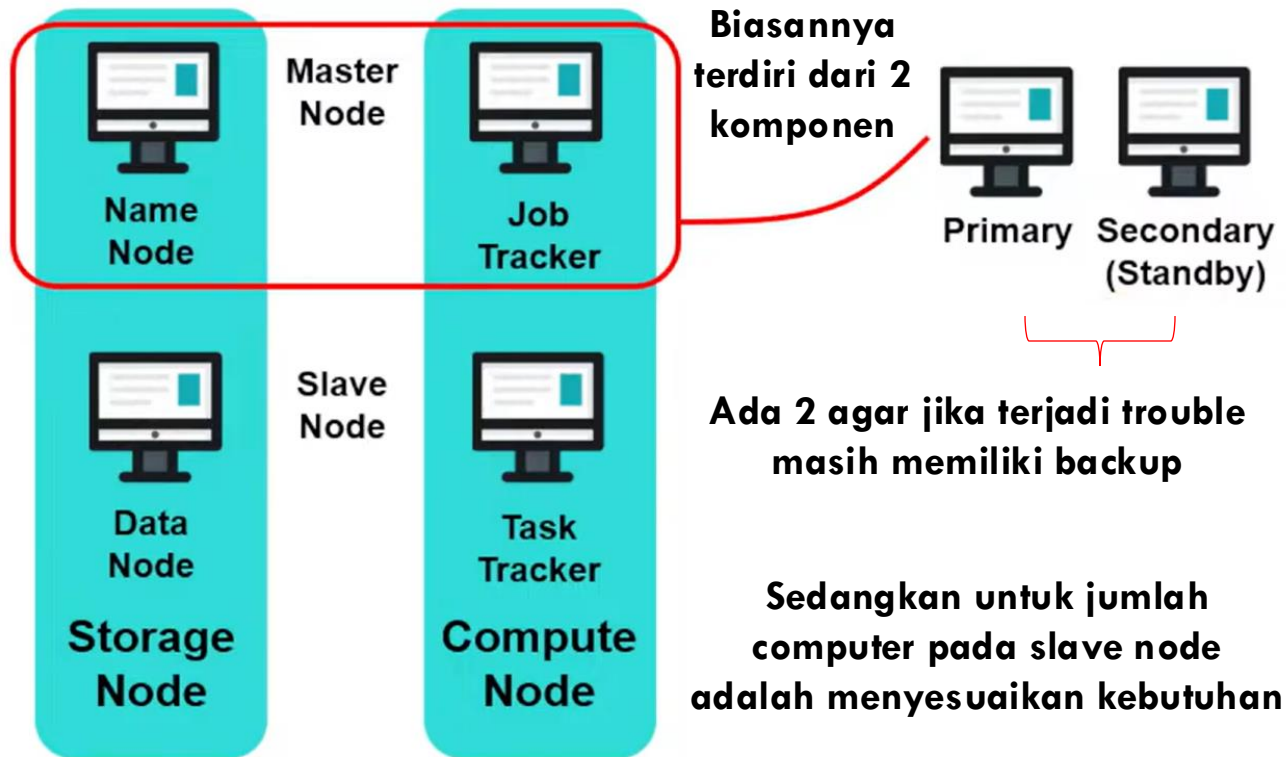 Master
Node
Name
Node
Job
Tracker
Biasannya
terdiri dari 2
komponen
Primary
Secondary
(Standby)
Slave
Node
Data
Node
Task
Tracker
Storage
Node
Compute
Node
Ada 2 agar jika terjadi trouble
masih memiliki backup
Sedangkan untuk jumlah
computer pada slave node
adalah menyesuaikan kebutuhan